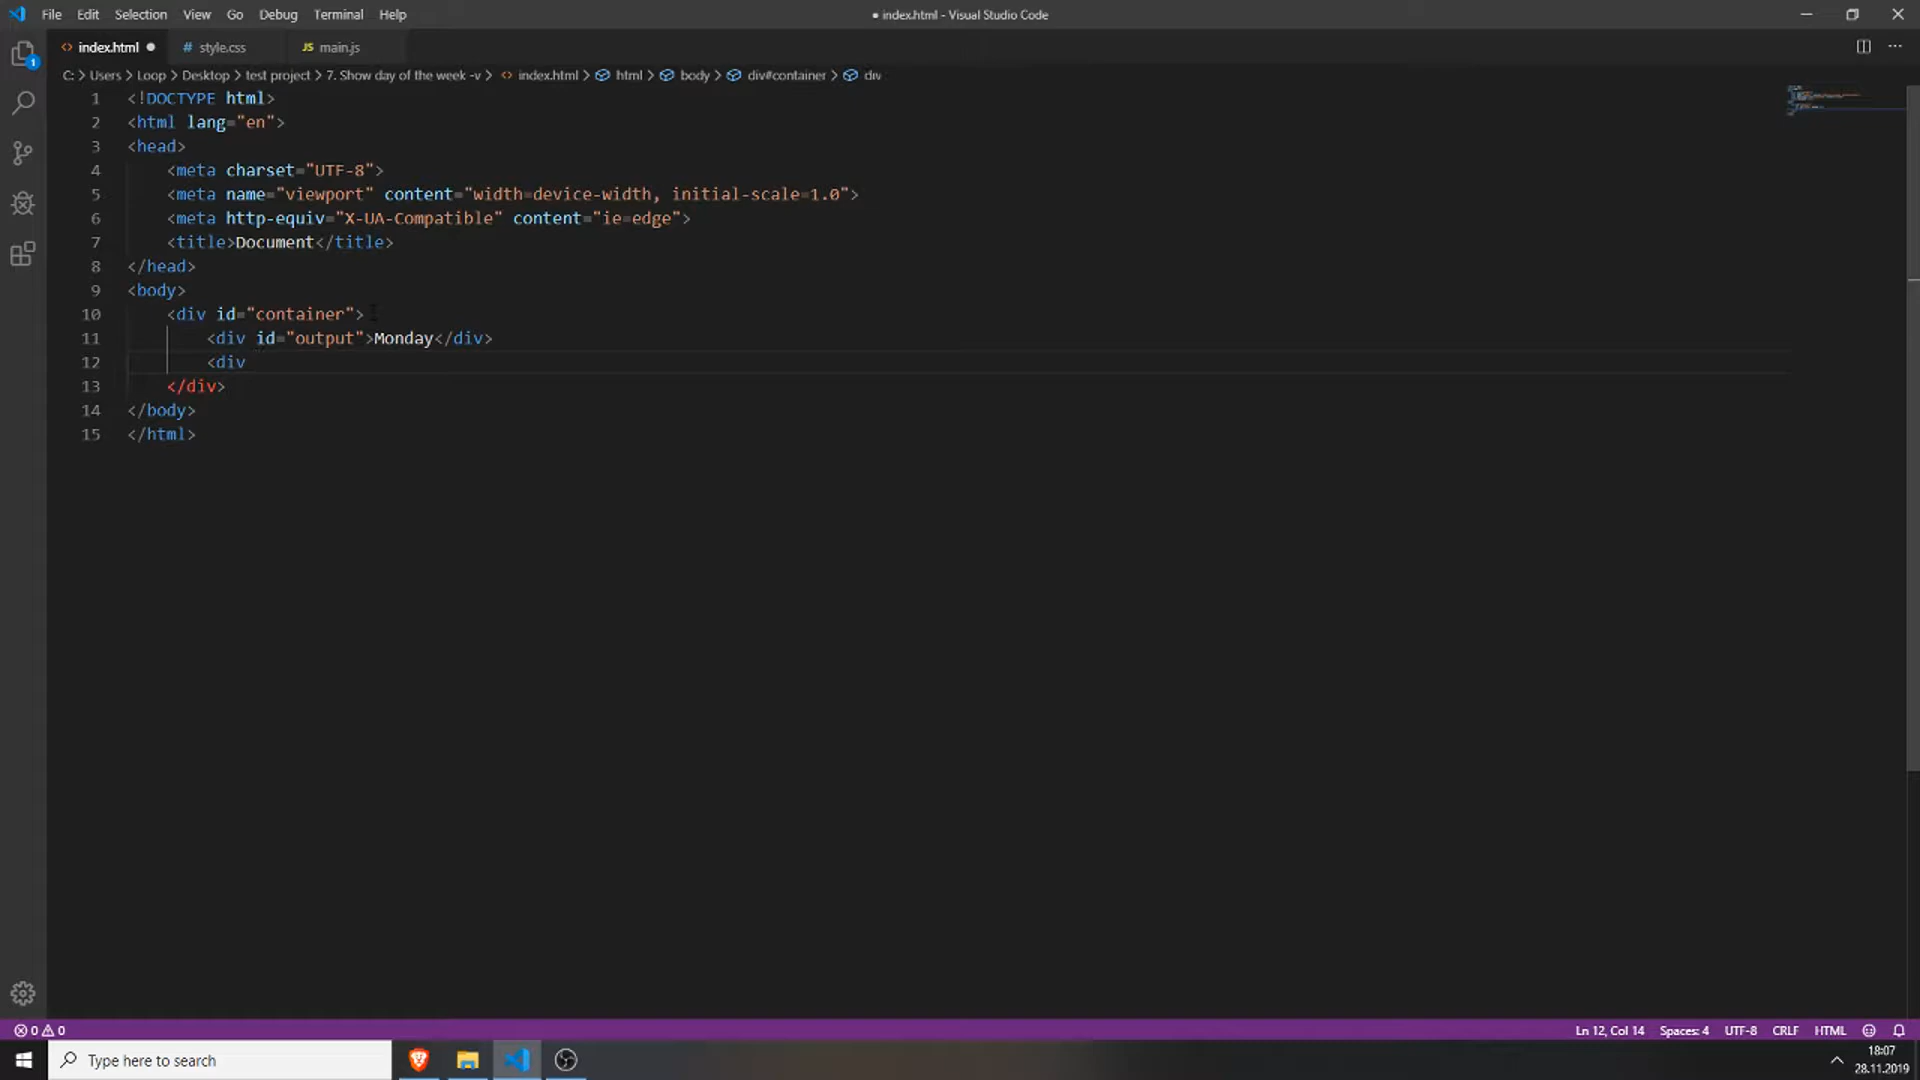 File Edit Selection View Go Debug Terminal Help
● index.html - Visual Studio Code
<> index.html ● # style.css JS main.js
C: > Users > Loop > Desktop > test project > 7. Show day of the week -v > <> index.html > html > body > div#container > div
1 <!DOCTYPE html>
2 <html lang="en">
3 <head>
4 <meta charset="UTF-8">
5 <meta name="viewport" content="width=device-width, initial-scale=1.0">
6 <meta http-equiv="X-UA-Compatible" content="ie=edge">
7 <title>Document</title>
8 </head>
9 <body>
10 <div id="container">
11 <div id="output">Monday</div>
12 <div
13 </div>
14 </body>
15 </html>
1
0 0
Ln 12, Col 14 Spaces: 4 UTF-8 CRLF HTML
Type here to search
18:07
28.11.2019